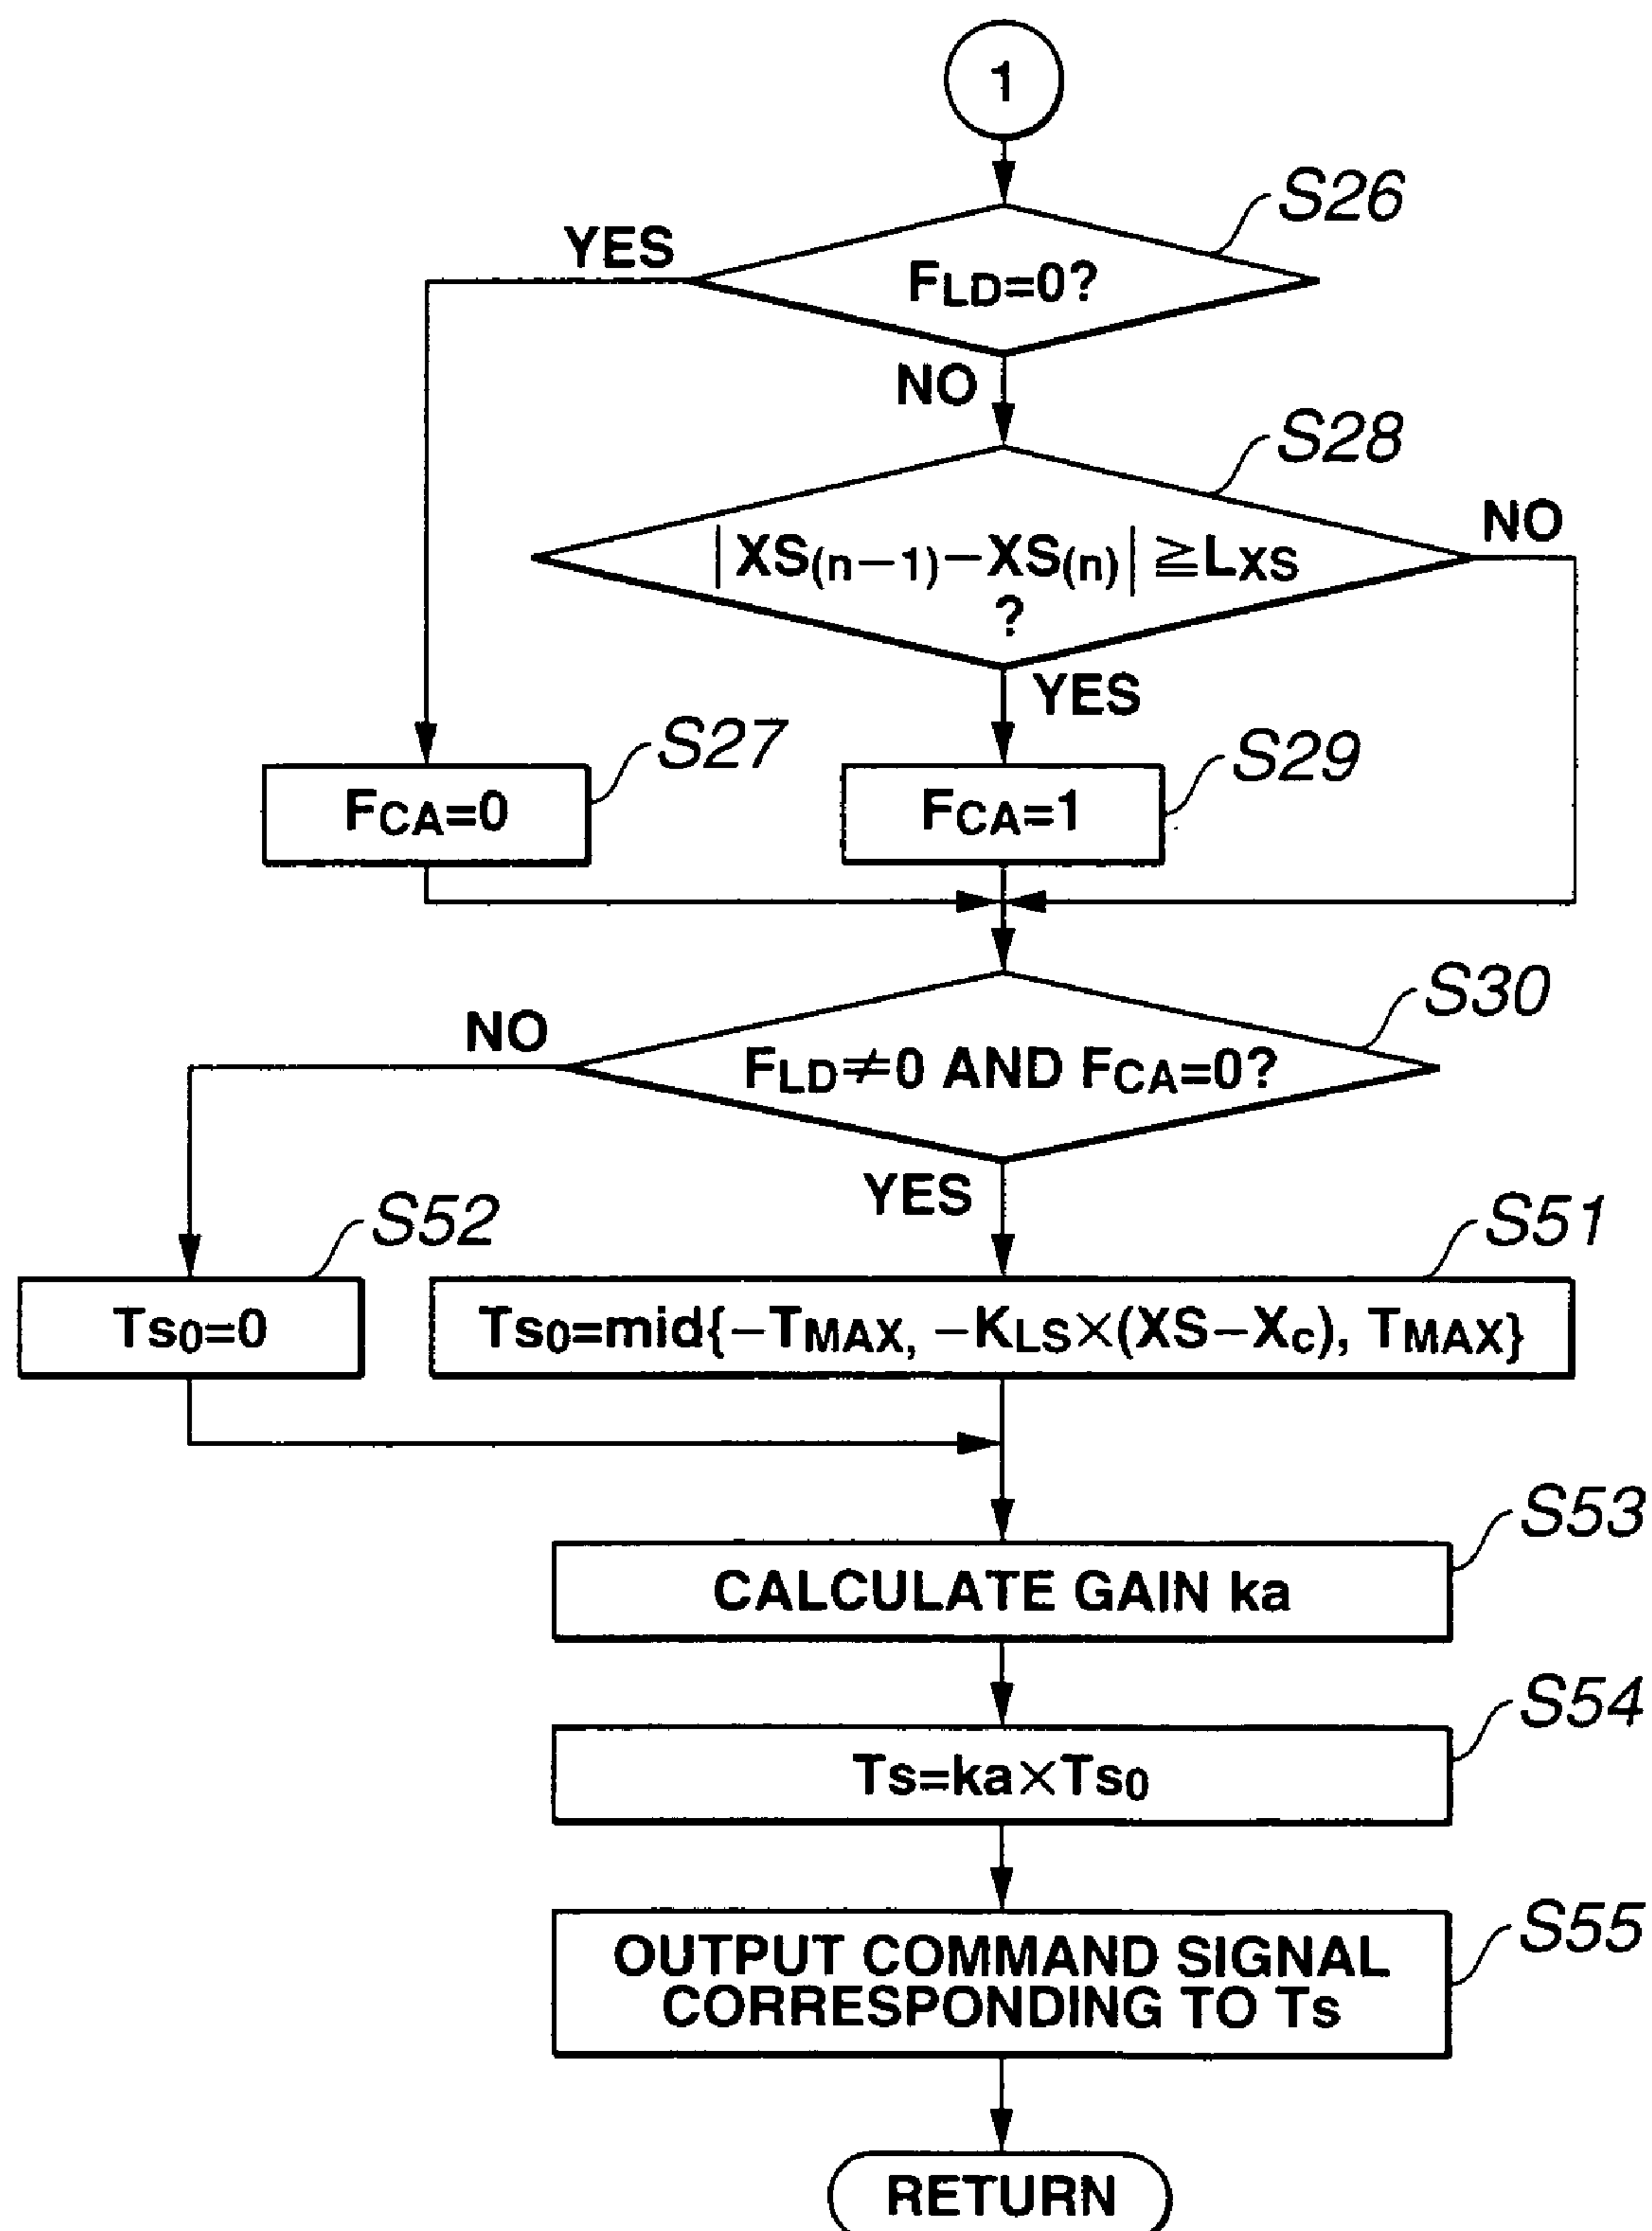 1
S26
YES
FLD=0?
NO
S28
NO
|XS(n−1)−XS(n)|≧LXS
?
YES
S27
S29
FCA=0
FCA=1
S30
NO
FLD≠0 AND FCA=0?
YES
S52
S51
Ts0=0
Ts0=mid{−TMAX, −KLS×(XS−Xc), TMAX}
S53
CALCULATE GAIN ka
S54
Ts=ka×Ts0
S55
OUTPUT COMMAND SIGNAL
CORRESPONDING TO Ts
RETURN